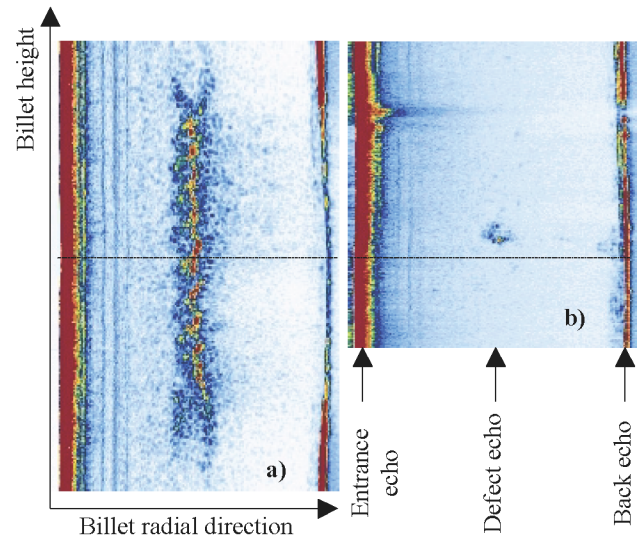 Billet height
a)
b)
Billet radial direction
Entrance
echo
Defect echo
Back echo